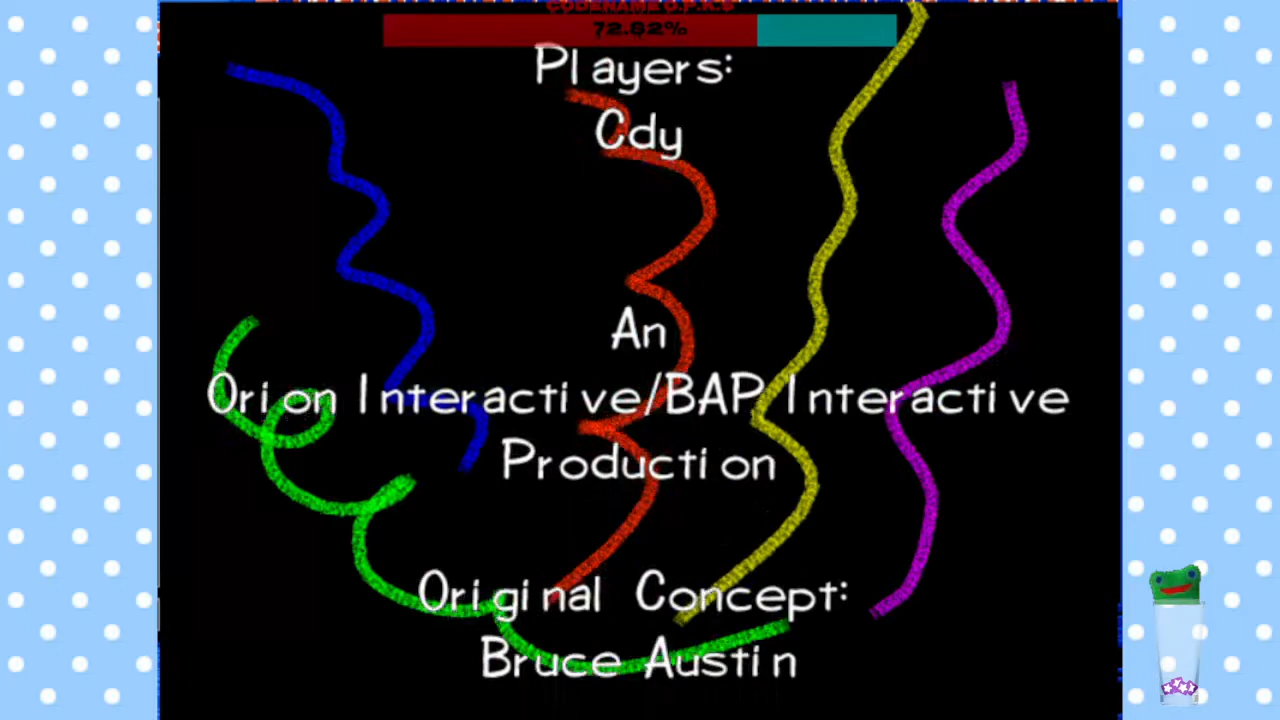 72.82%
Players:
Cdy
An
Orion Interactive/BAP Interactive
Production
Original Concept:
Bruce Austin